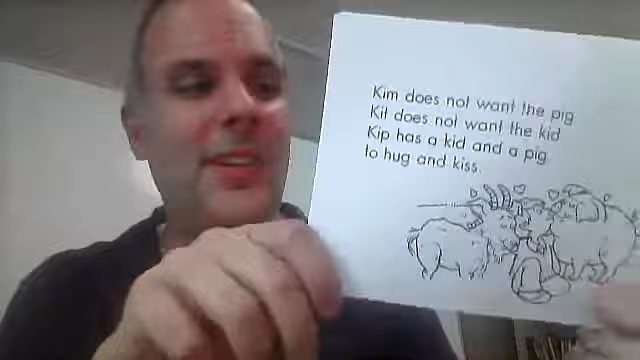 Kim does not want the pig
Kit does not want the kid
Kip has a kid and a pig
to hug and kiss.